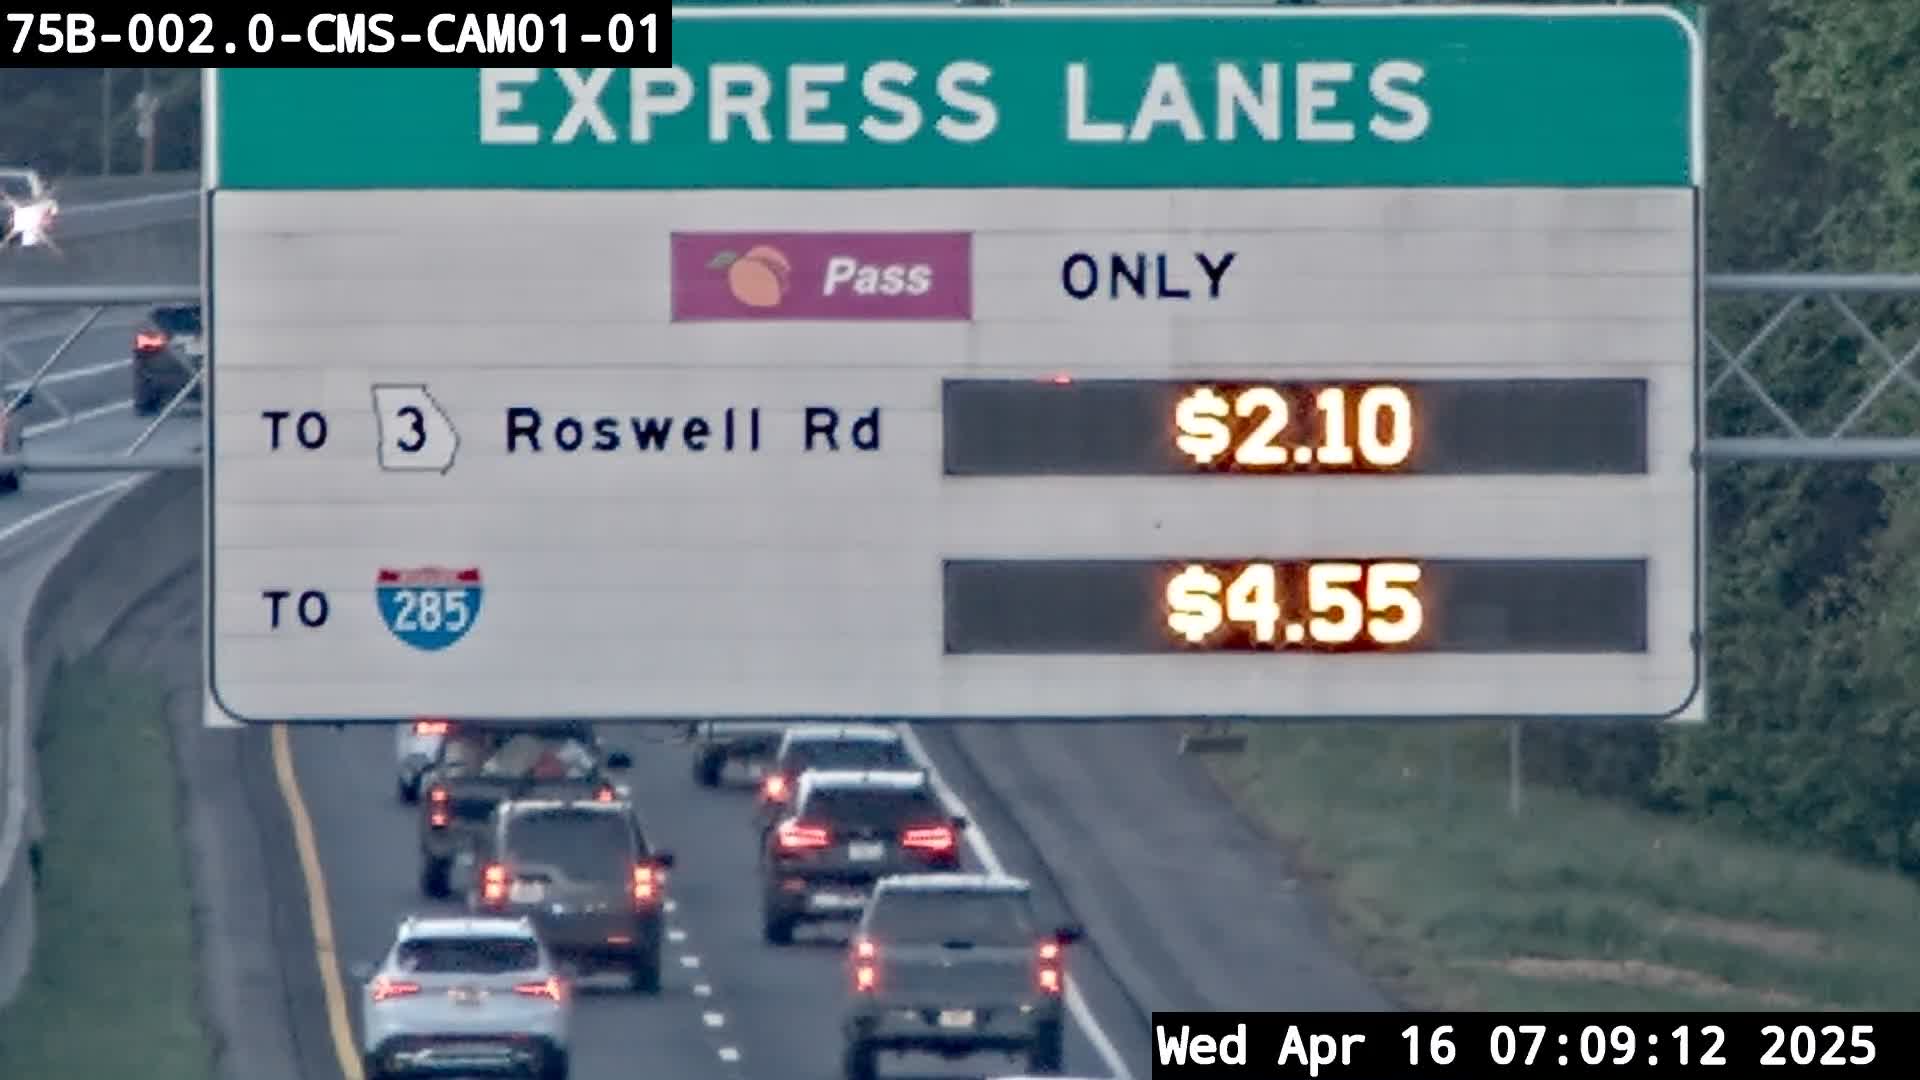 75B-002.0-CMS-CAM01-01
EXPRESS LANES
Pass ONLY
TO 3 Roswell Rd $2.10
TO 285 $4.55
Wed Apr 16 07:09:12 2025